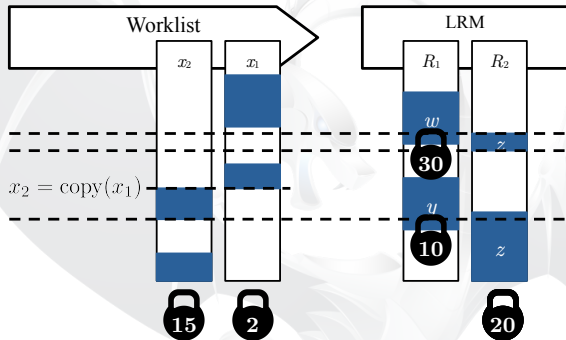 Worklist LRM
x₂ x₁ R₁ R₂
w
z
30
x₂ = copy(x₁)
y
10
z
15 2 20